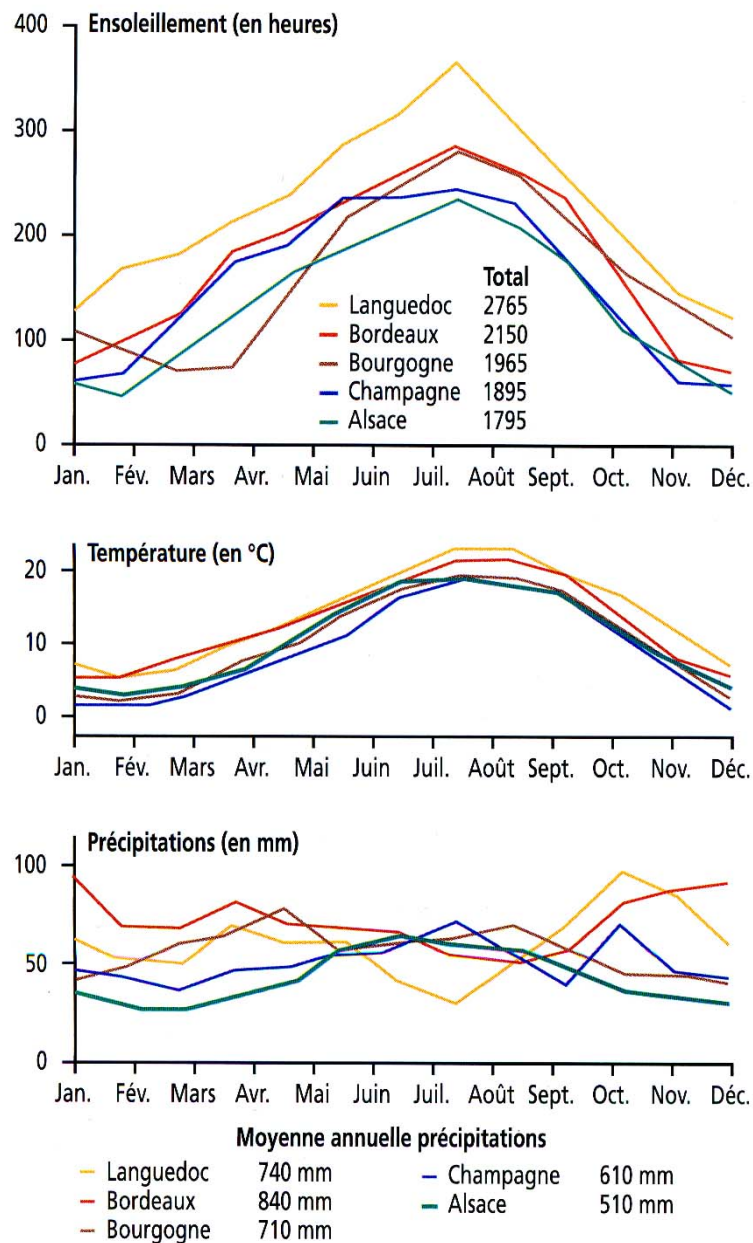 Ensoleillement (en heures)
400
300
200
100
0
Total
Languedoc 2765
Bordeaux 2150
Bourgogne 1965
Champagne 1895
Alsace 1795
Jan. Fév. Mars Avr. Mai Juin Juil. Août Sept. Oct. Nov. Déc.
Température (en °C)
20
10
0
Jan. Fév. Mars Avr. Mai Juin Juil. Août Sept. Oct. Nov. Déc.
Précipitations (en mm)
100
50
0
Jan. Fév. Mars Avr. Mai Juin Juil. Août Sept. Oct. Nov. Déc.
Moyenne annuelle précipitations
Languedoc 740 mm
Bordeaux 840 mm
Bourgogne 710 mm
Champagne 610 mm
Alsace 510 mm